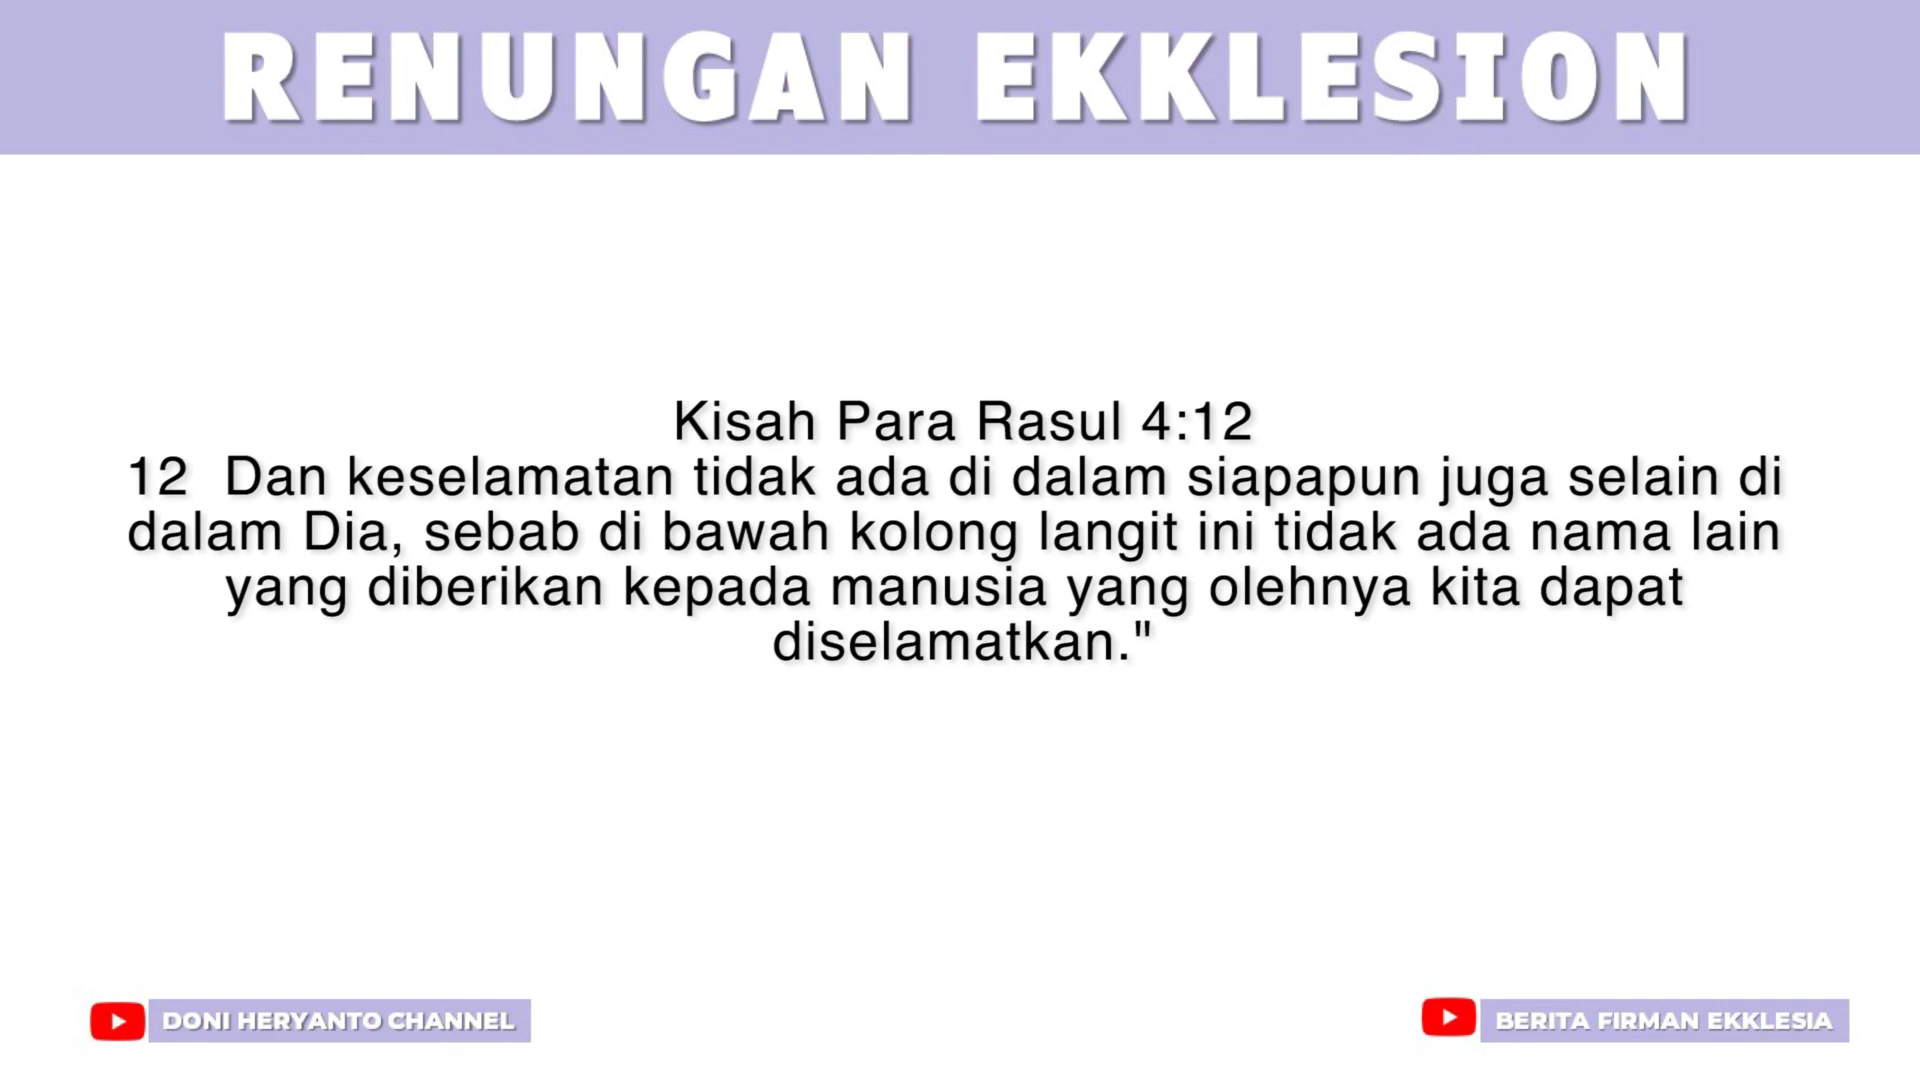 RENUNGAN EKKLESION
Kisah Para Rasul 4:12
12 Dan keselamatan tidak ada di dalam siapapun juga selain di
dalam Dia, sebab di bawah kolong langit ini tidak ada nama lain
yang diberikan kepada manusia yang olehnya kita dapat
diselamatkan."
DONI HERYANTO CHANNEL
BERITA FIRMAN EKKLESIA